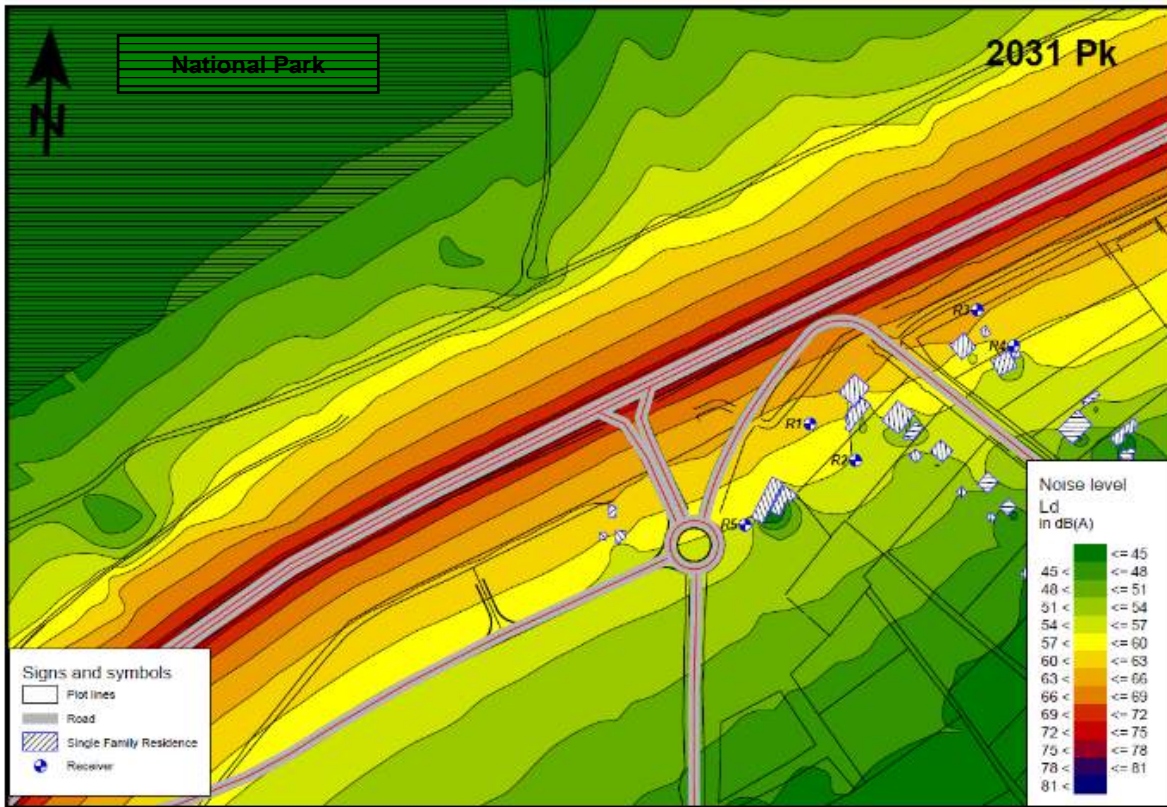 National Park
2031 Pk
N
R3
R4
R1
R2
R5
Signs and symbols
Plot lines
Road
Single Family Residence
Receiver
Noise level
Ld
in dB(A)
<= 45
45 < <= 48
48 < <= 51
51 < <= 54
54 < <= 57
57 < <= 60
60 < <= 63
63 < <= 66
66 < <= 69
69 < <= 72
72 < <= 75
75 < <= 78
78 < <= 81
81 <